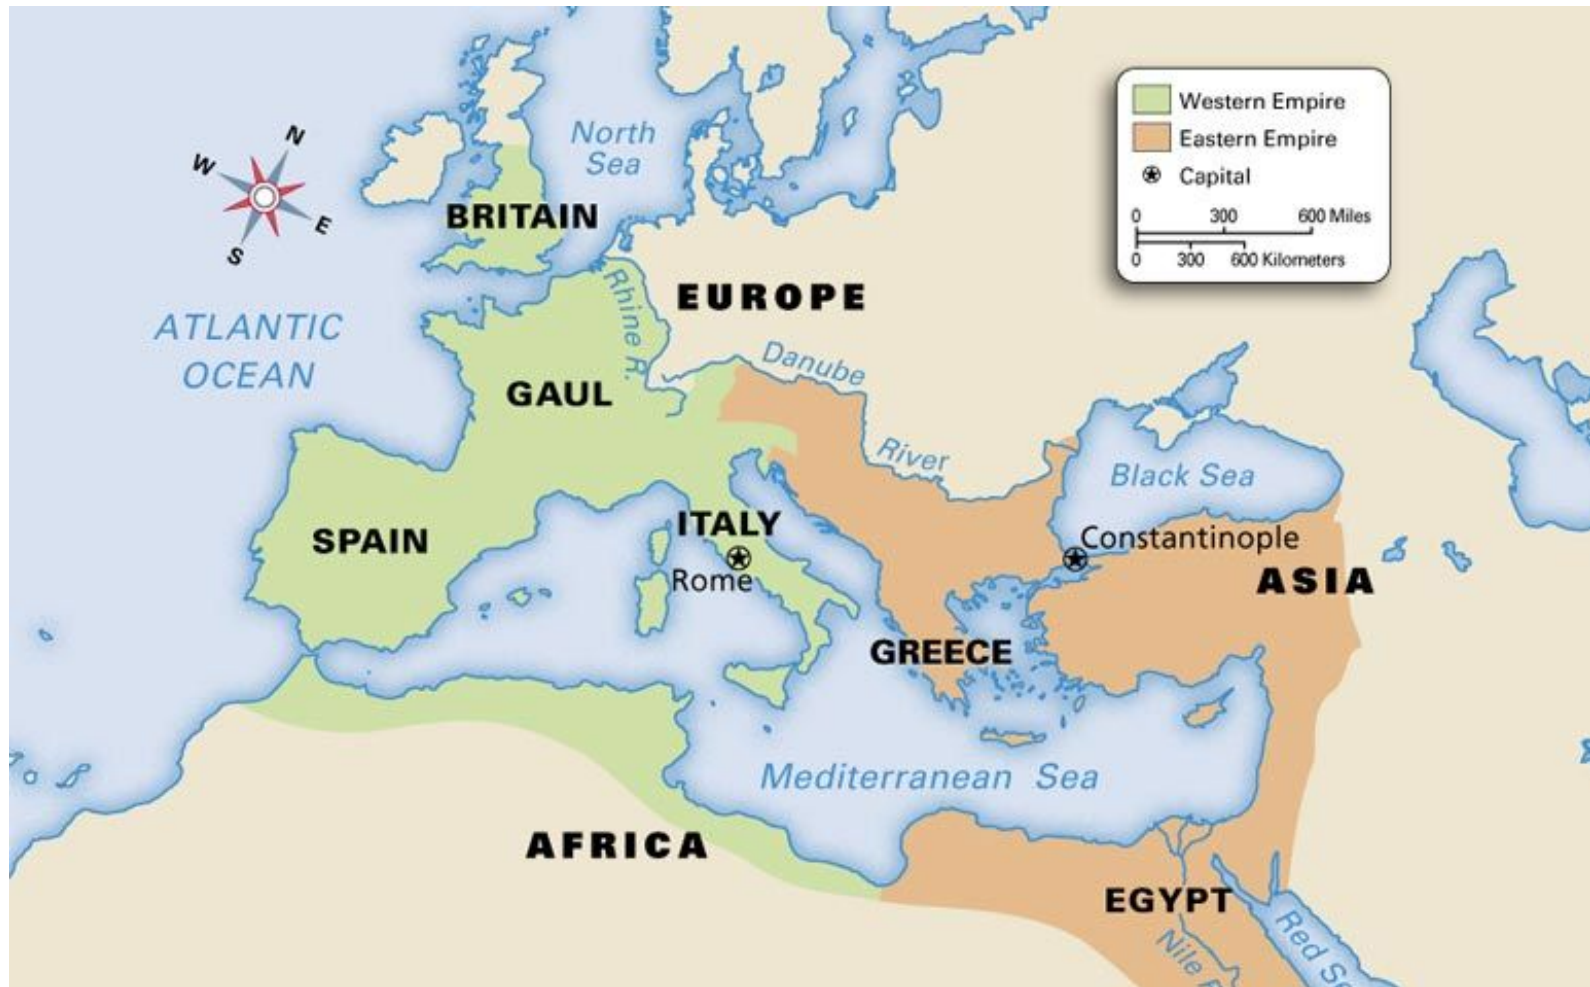 Western Empire
Eastern Empire
Capital
0 300 600 Miles
0 300 600 Kilometers
N
W
E
S
North
Sea
BRITAIN
ATLANTIC
OCEAN
Rhine R.
EUROPE
GAUL
Danube
River
Black Sea
SPAIN
ITALY
Rome
Constantinople
ASIA
GREECE
Mediterranean Sea
AFRICA
EGYPT
Nile
Red